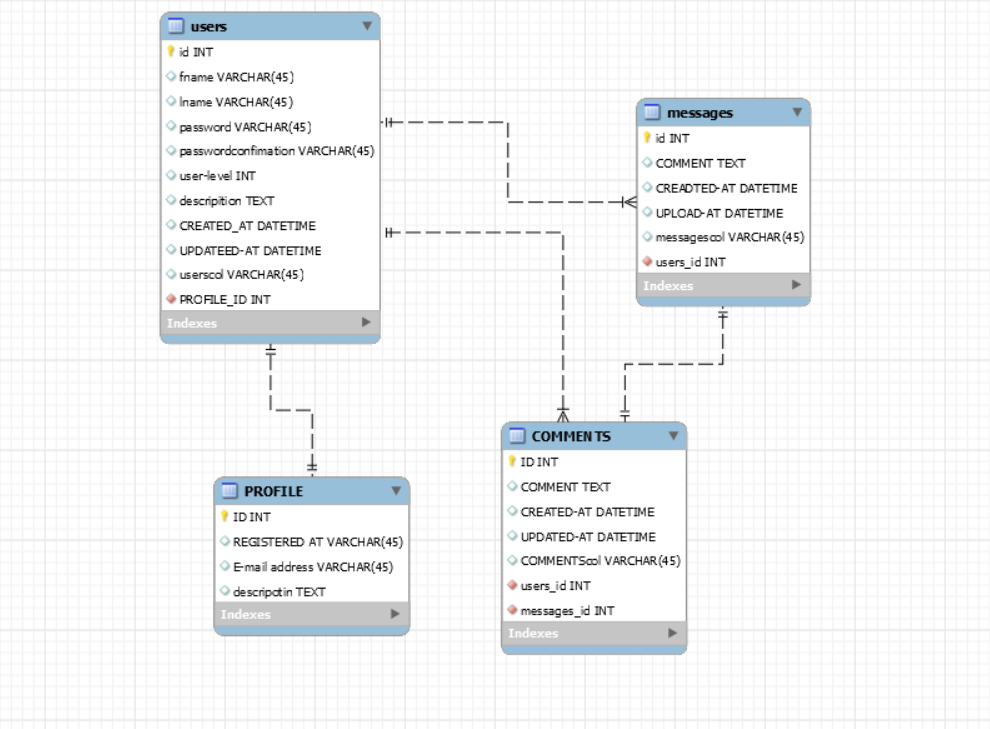 users
id INT
fname VARCHAR(45)
lname VARCHAR(45)
password VARCHAR(45)
passwordconfimation VARCHAR(45)
user-level INT
descripition TEXT
CREATED_AT DATETIME
UPDATEED-AT DATETIME
userscol VARCHAR(45)
PROFILE_ID INT
Indexes
messages
id INT
COMMENT TEXT
CREADTED-AT DATETIME
UPLOAD-AT DATETIME
messagescol VARCHAR(45)
users_id INT
Indexes
PROFILE
ID INT
REGISTERED AT VARCHAR(45)
E-mail address VARCHAR(45)
descripotin TEXT
Indexes
COMMENTS
ID INT
COMMENT TEXT
CREATED-AT DATETIME
UPDATED-AT DATETIME
COMMENTScol VARCHAR(45)
users_id INT
messages_id INT
Indexes